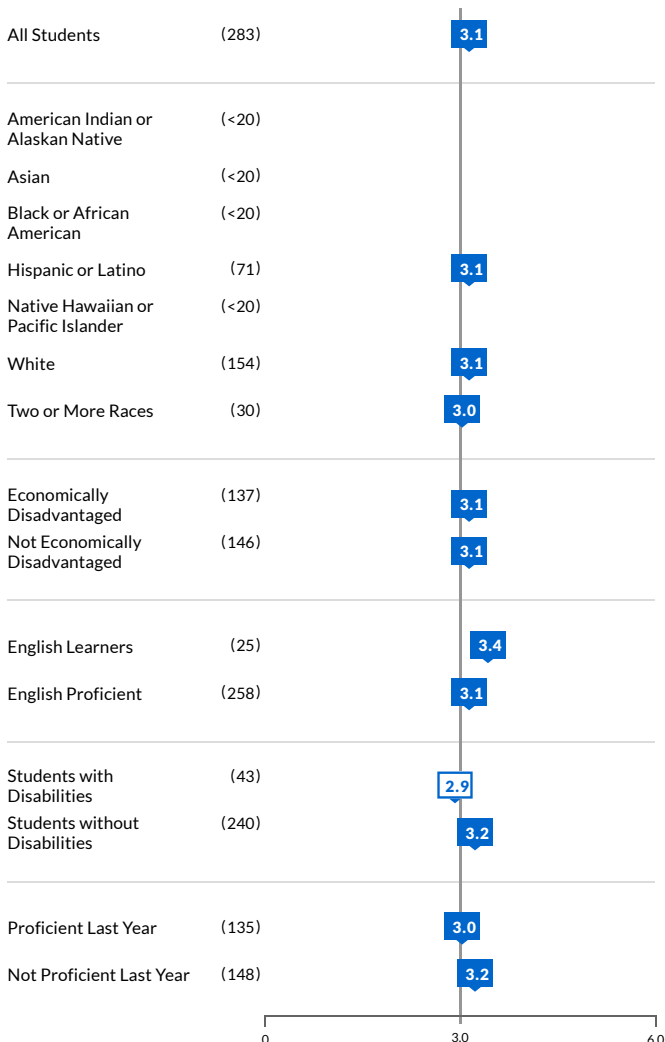 All Students (283) 3.1
American Indian or (<20)
Alaskan Native
Asian (<20)
Black or African (<20)
American
Hispanic or Latino (71) 3.1
Native Hawaiian or (<20)
Pacific Islander
White (154) 3.1
Two or More Races (30) 3.0
Economically (137) 3.1
Disadvantaged
Not Economically (146) 3.1
Disadvantaged
English Learners (25) 3.4
English Proficient (258) 3.1
Students with (43) 2.9
Disabilities
Students without (240) 3.2
Disabilities
Proficient Last Year (135) 3.0
Not Proficient Last Year (148) 3.2
0 3.0 6.0